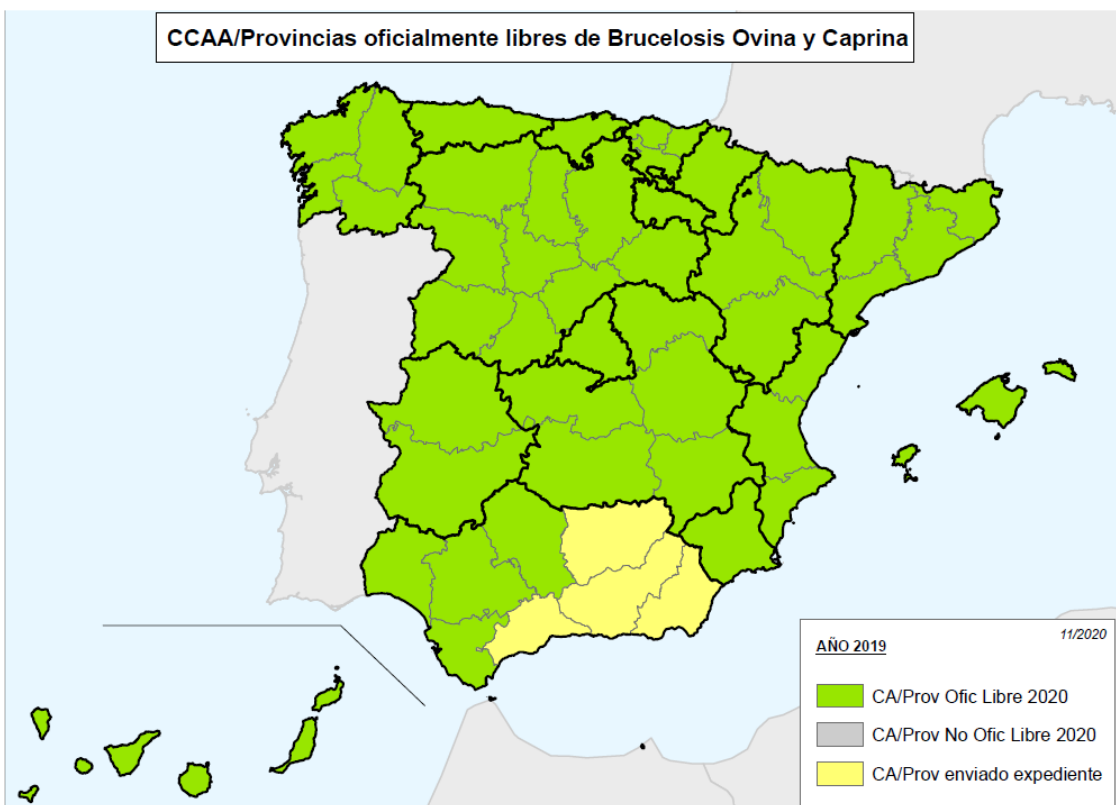 CCAA/Provincias oficialmente libres de Brucelosis Ovina y Caprina
11/2020
AÑO 2019
CA/Prov Ofic Libre 2020
CA/Prov No Ofic Libre 2020
CA/Prov enviado expediente